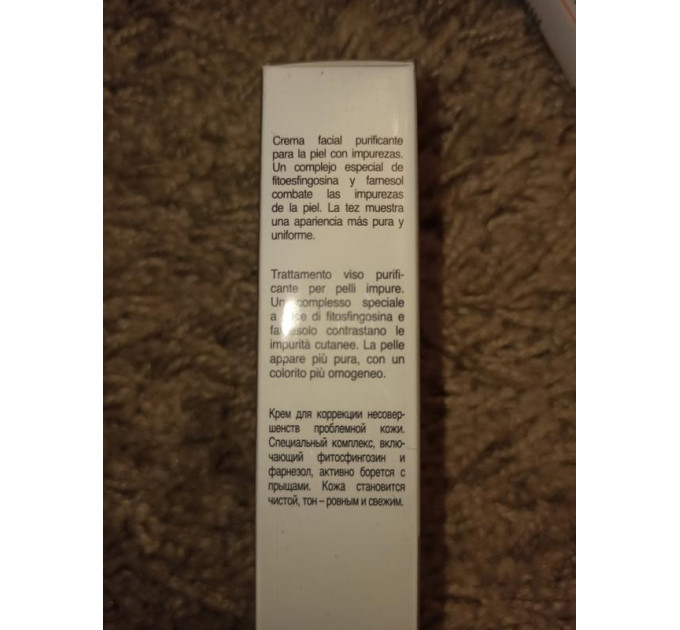 Crema facial purificante
para la piel con impurezas.
Un complejo especial de
fitoesfingosina y farnesol
combate las impurezas
de la piel. La tez muestra
una apariencia más pura y
uniforme.
Trattamento viso purifi-
cante per pelli impure.
Un complesso speciale
a di fitosfingosina e
farnesolo contrastano le
impurità cutanee. La pelle
appare più pura, con un
colorito più omogeneo.
Крем для коррекции несовер-
шенств проблемной кожи.
Специальный комплекс, вклю-
чающий фитосфингозин и
фарнезол, активно борется с
прыщами. Кожа становится
чистой, тон – ровным и свежим.